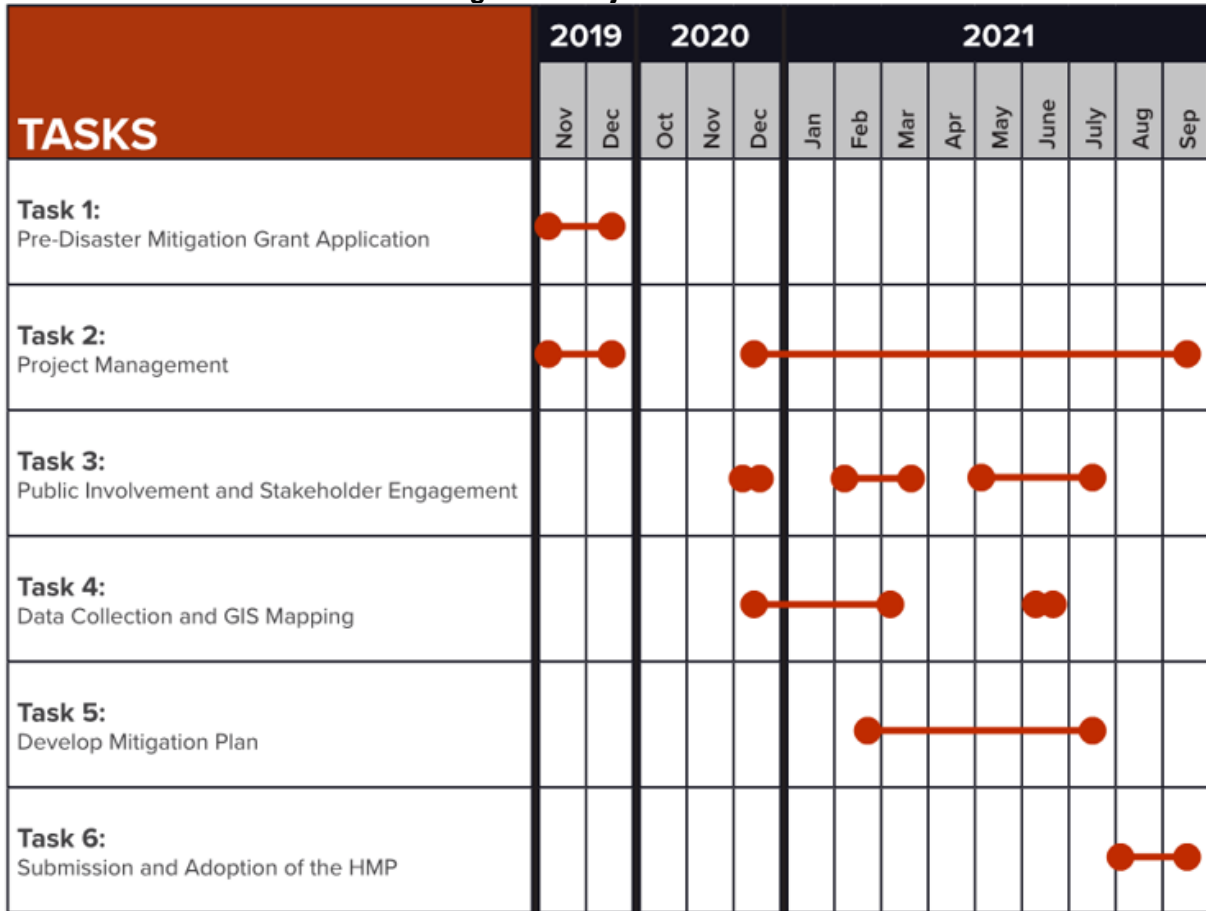 2019 2020 2021
TASKS
Nov Dec Oct Nov Dec Jan Feb Mar Apr May June July Aug Sep
Task 1:
Pre-Disaster Mitigation Grant Application
Task 2:
Project Management
Task 3:
Public Involvement and Stakeholder Engagement
Task 4:
Data Collection and GIS Mapping
Task 5:
Develop Mitigation Plan
Task 6:
Submission and Adoption of the HMP